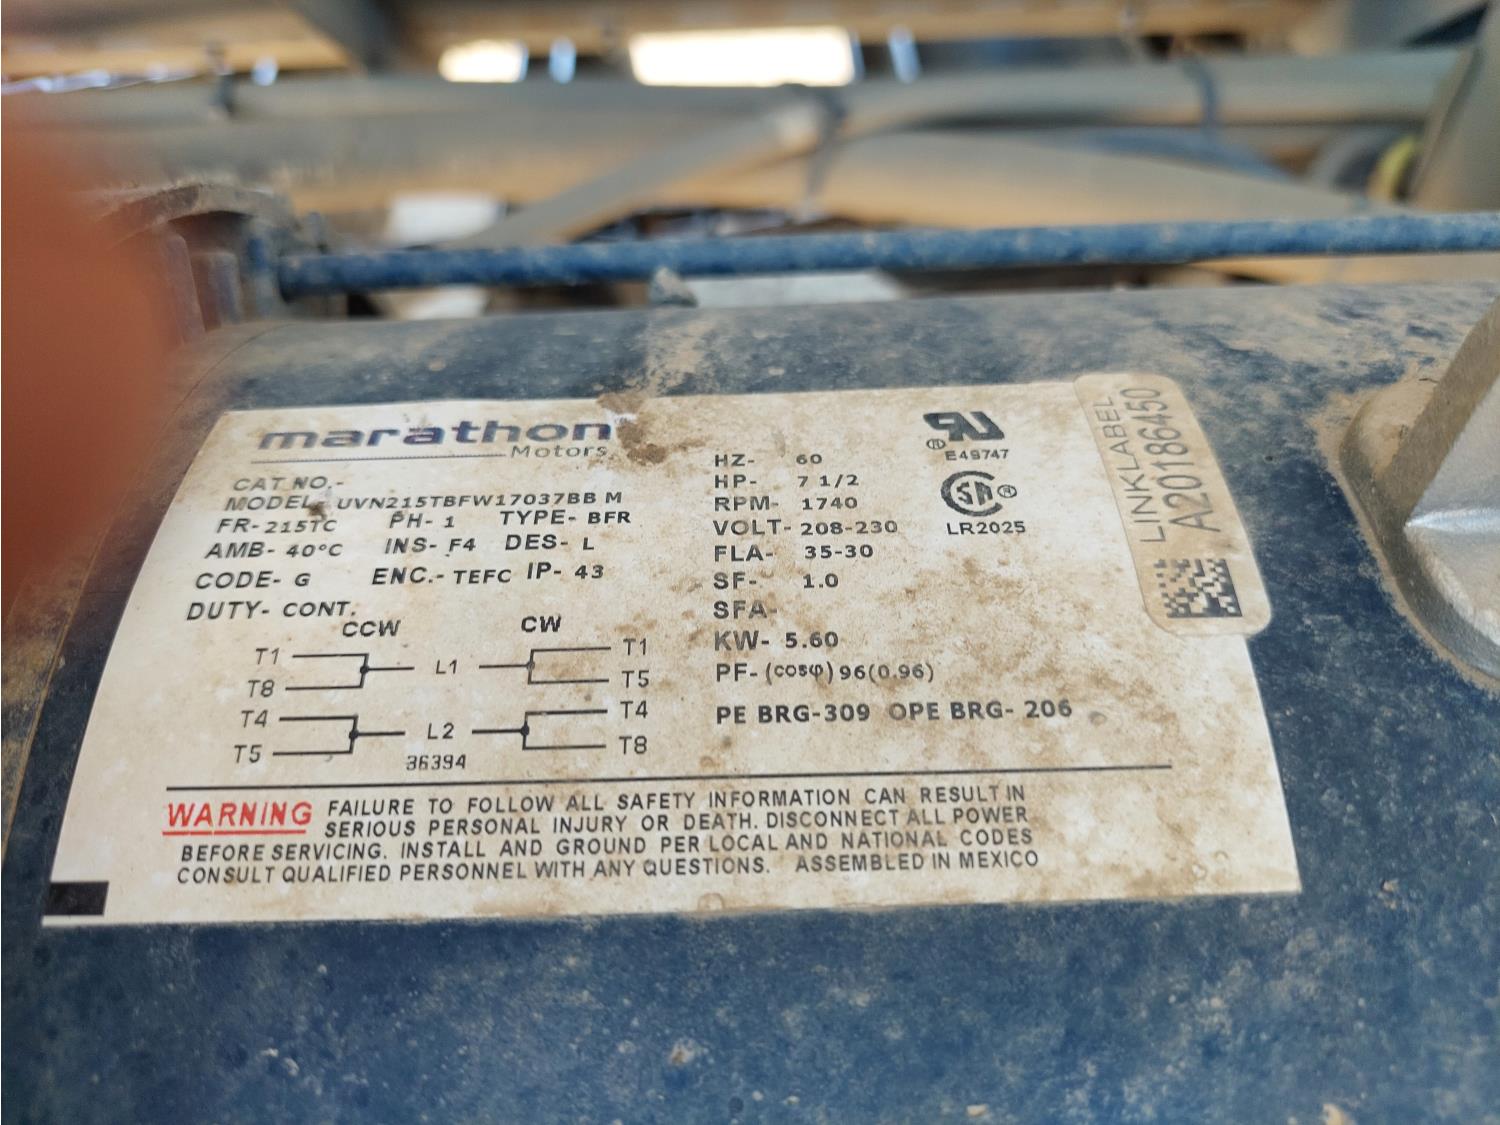 marathon
Motors
CAT NO.-
MODEL- UVN215TBFW17037BB M
FR- 215TC PH- 1 TYPE- BFR
AMB- 40°C INS- F4 DES- L
CODE- G ENC.- TEFC IP- 43
DUTY- CONT.
HZ- 60
HP- 7 1/2
RPM- 1740
VOLT- 208-230
FLA- 35-30
SF- 1.0
SFA-
KW- 5.60
PF- (cosφ) 96(0.96)
PE BRG-309 OPE BRG- 206
E49747
LR2025
LINKLABEL
A20186450
CCW CW
T1 L1 T1
T8 T5
T4 L2 T4
T5 T8
36394
WARNING FAILURE TO FOLLOW ALL SAFETY INFORMATION CAN RESULT IN
SERIOUS PERSONAL INJURY OR DEATH. DISCONNECT ALL POWER
BEFORE SERVICING. INSTALL AND GROUND PER LOCAL AND NATIONAL CODES
CONSULT QUALIFIED PERSONNEL WITH ANY QUESTIONS. ASSEMBLED IN MEXICO